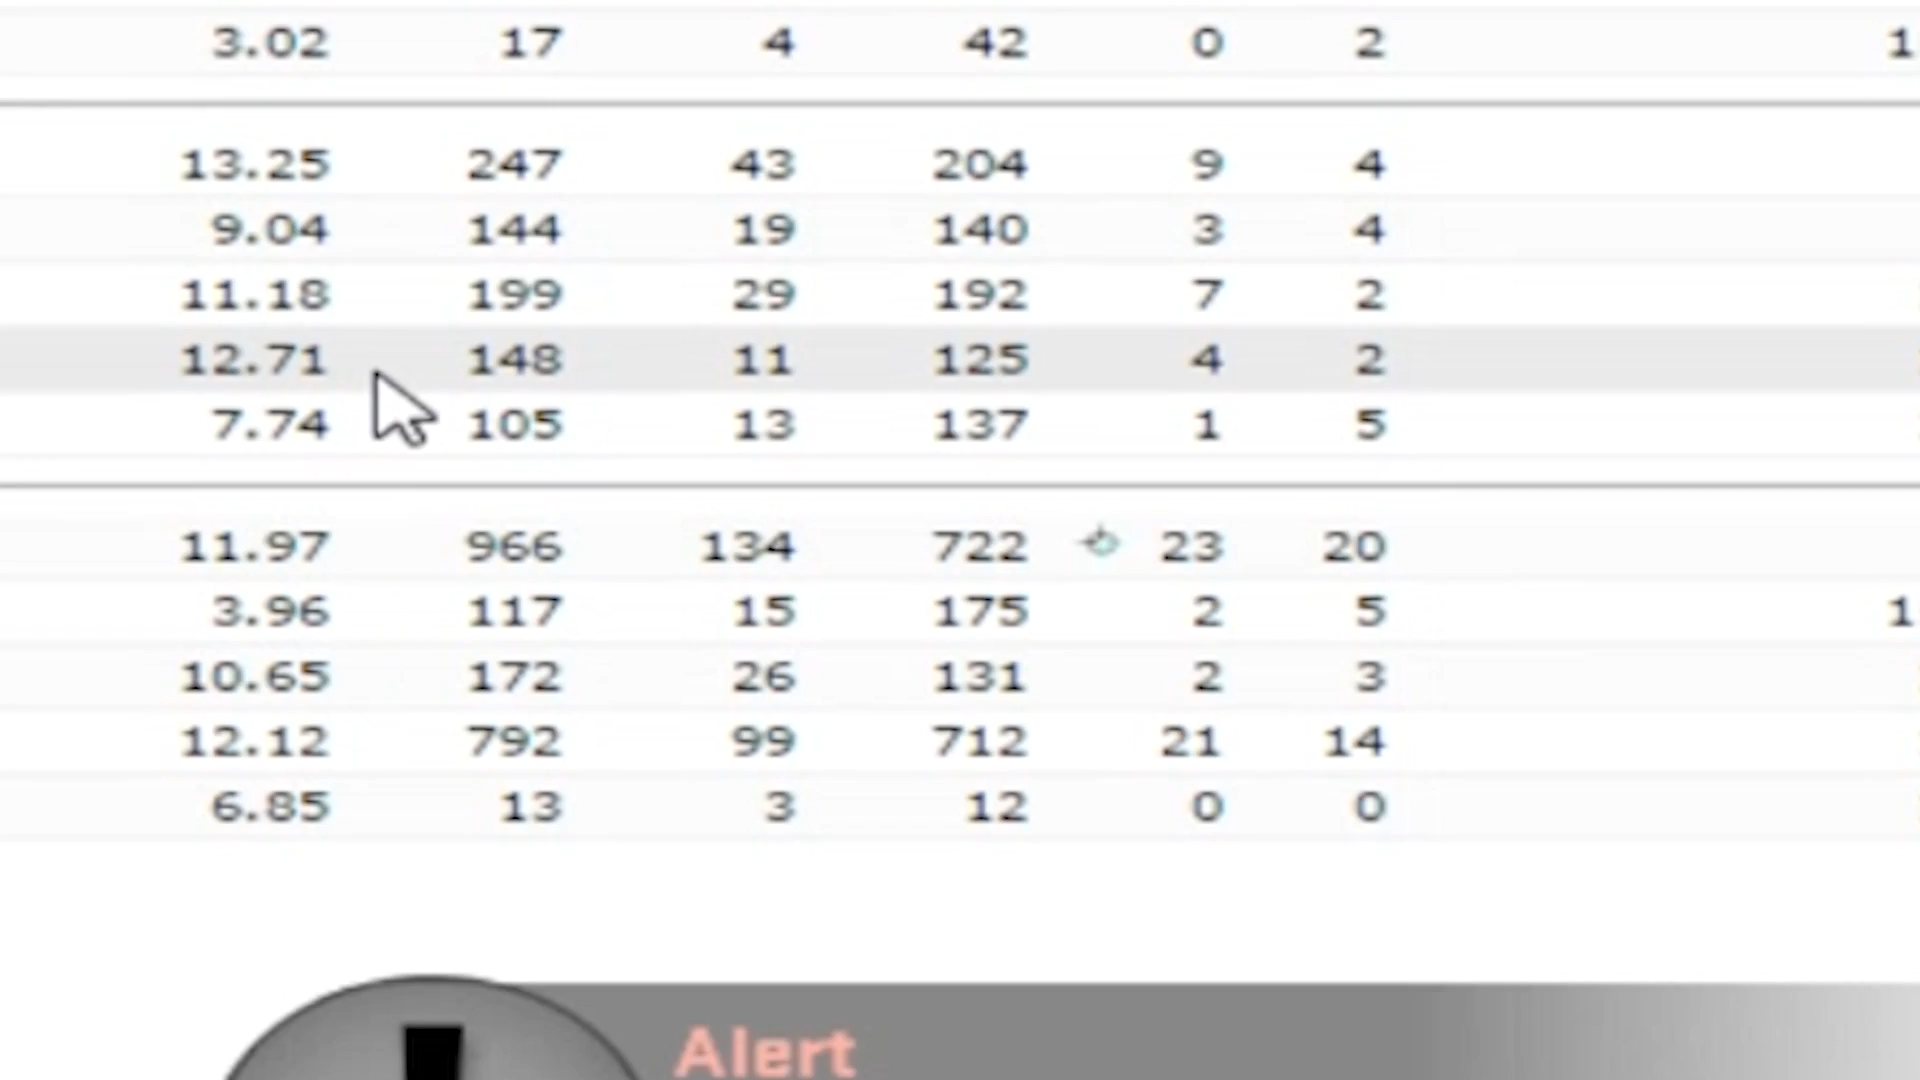 3.02 17 4 42 0 2 1
13.25 247 43 204 9 4
9.04 144 19 140 3 4
11.18 199 29 192 7 2
12.71 148 11 125 4 2
7.74 105 13 137 1 5
11.97 966 134 722 23 20
3.96 117 15 175 2 5 1
10.65 172 26 131 2 3
12.12 792 99 712 21 14
6.85 13 3 12 0 0
!
Alert